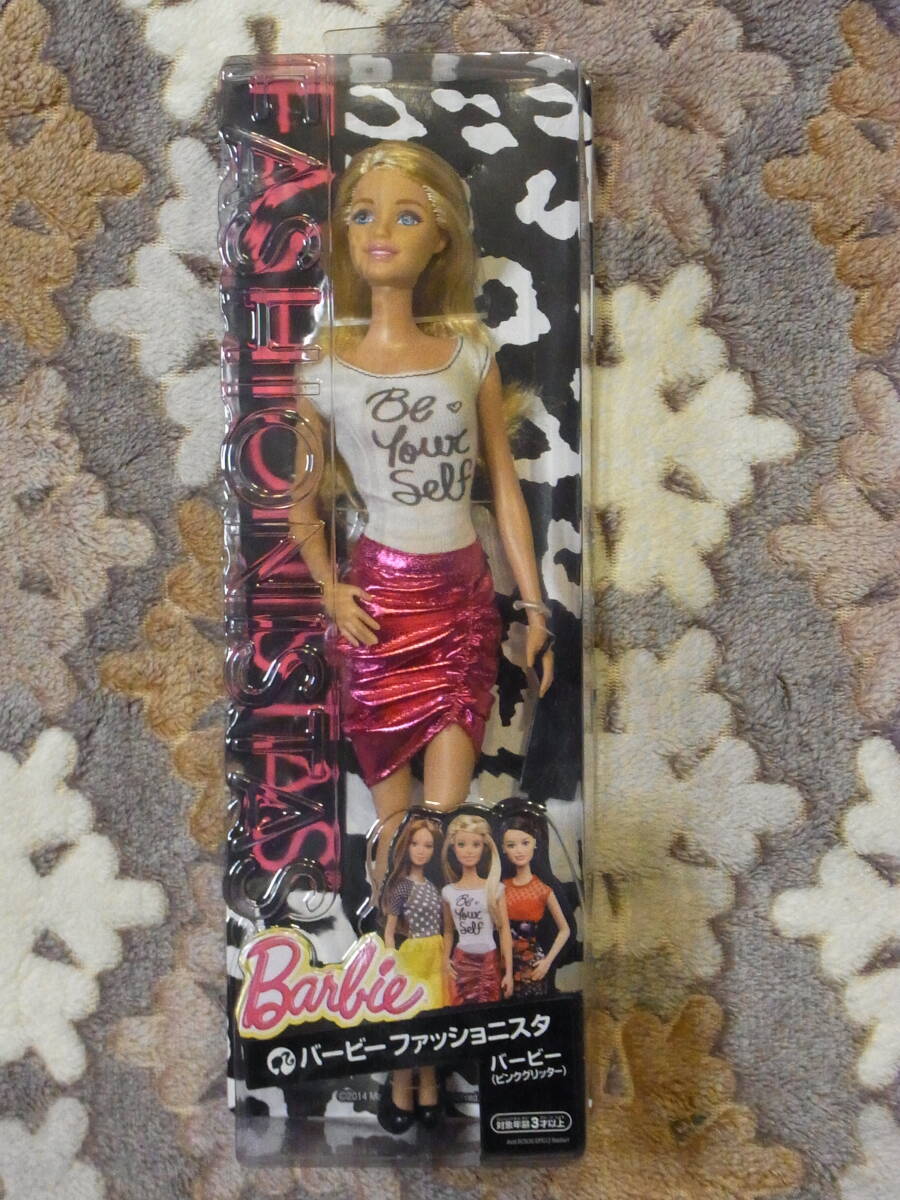 FASHIONISTAS
Be
Your
Self
Be
Your
Self
Barbie
バービー ファッショニスタ
バービー
(ピンクグリッター)
©2014
対象年齢3才以上